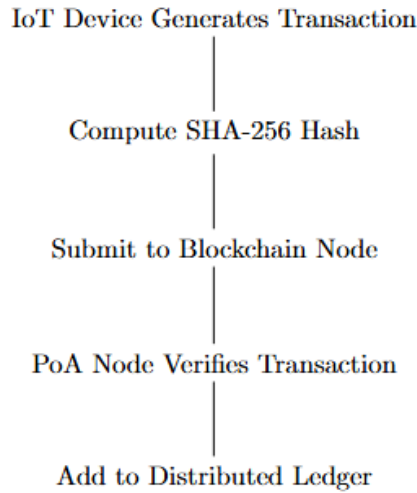 IoT Device Generates Transaction
Compute SHA-256 Hash
Submit to Blockchain Node
PoA Node Verifies Transaction
Add to Distributed Ledger